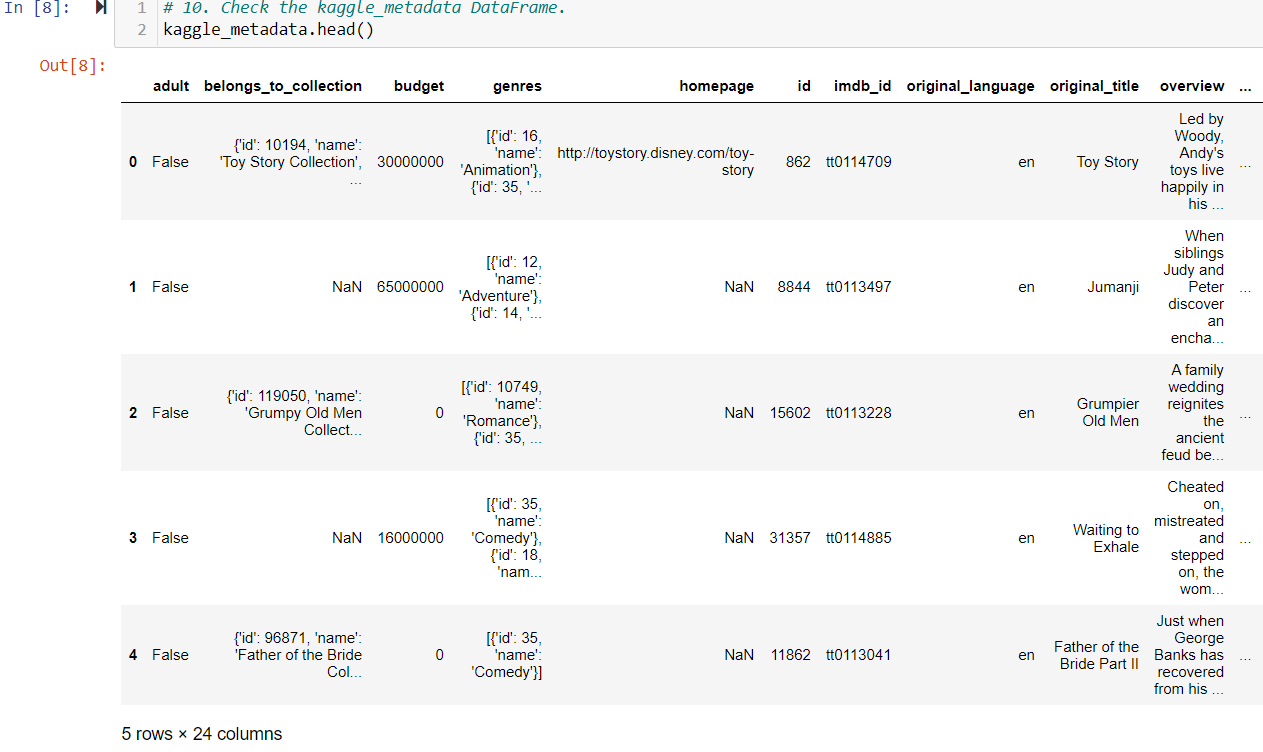 In [8]:
1 # 10. Check the kaggle_metadata DataFrame.
2 kaggle_metadata.head()
Out[8]:
adult belongs_to_collection budget genres homepage id imdb_id original_language original_title overview ...
0 False {'id': 10194, 'name': 'Toy Story Collection', ... 30000000 [{'id': 16, 'name': 'Animation'}, {'id': 35, '... http://toystory.disney.com/toy-story 862 tt0114709 en Toy Story Led by Woody, Andy's toys live happily in his ... ...
1 False NaN 65000000 [{'id': 12, 'name': 'Adventure'}, {'id': 14, '... NaN 8844 tt0113497 en Jumanji When siblings Judy and Peter discover an encha... ...
2 False {'id': 119050, 'name': 'Grumpy Old Men Collect... 0 [{'id': 10749, 'name': 'Romance'}, {'id': 35, ... NaN 15602 tt0113228 en Grumpier Old Men A family wedding reignites the ancient feud be... ...
3 False NaN 16000000 [{'id': 35, 'name': 'Comedy'}, {'id': 18, 'nam... NaN 31357 tt0114885 en Waiting to Exhale Cheated on, mistreated and stepped on, the wom... ...
4 False {'id': 96871, 'name': 'Father of the Bride Col... 0 [{'id': 35, 'name': 'Comedy'}] NaN 11862 tt0113041 en Father of the Bride Part II Just when George Banks has recovered from his ... ...
5 rows × 24 columns